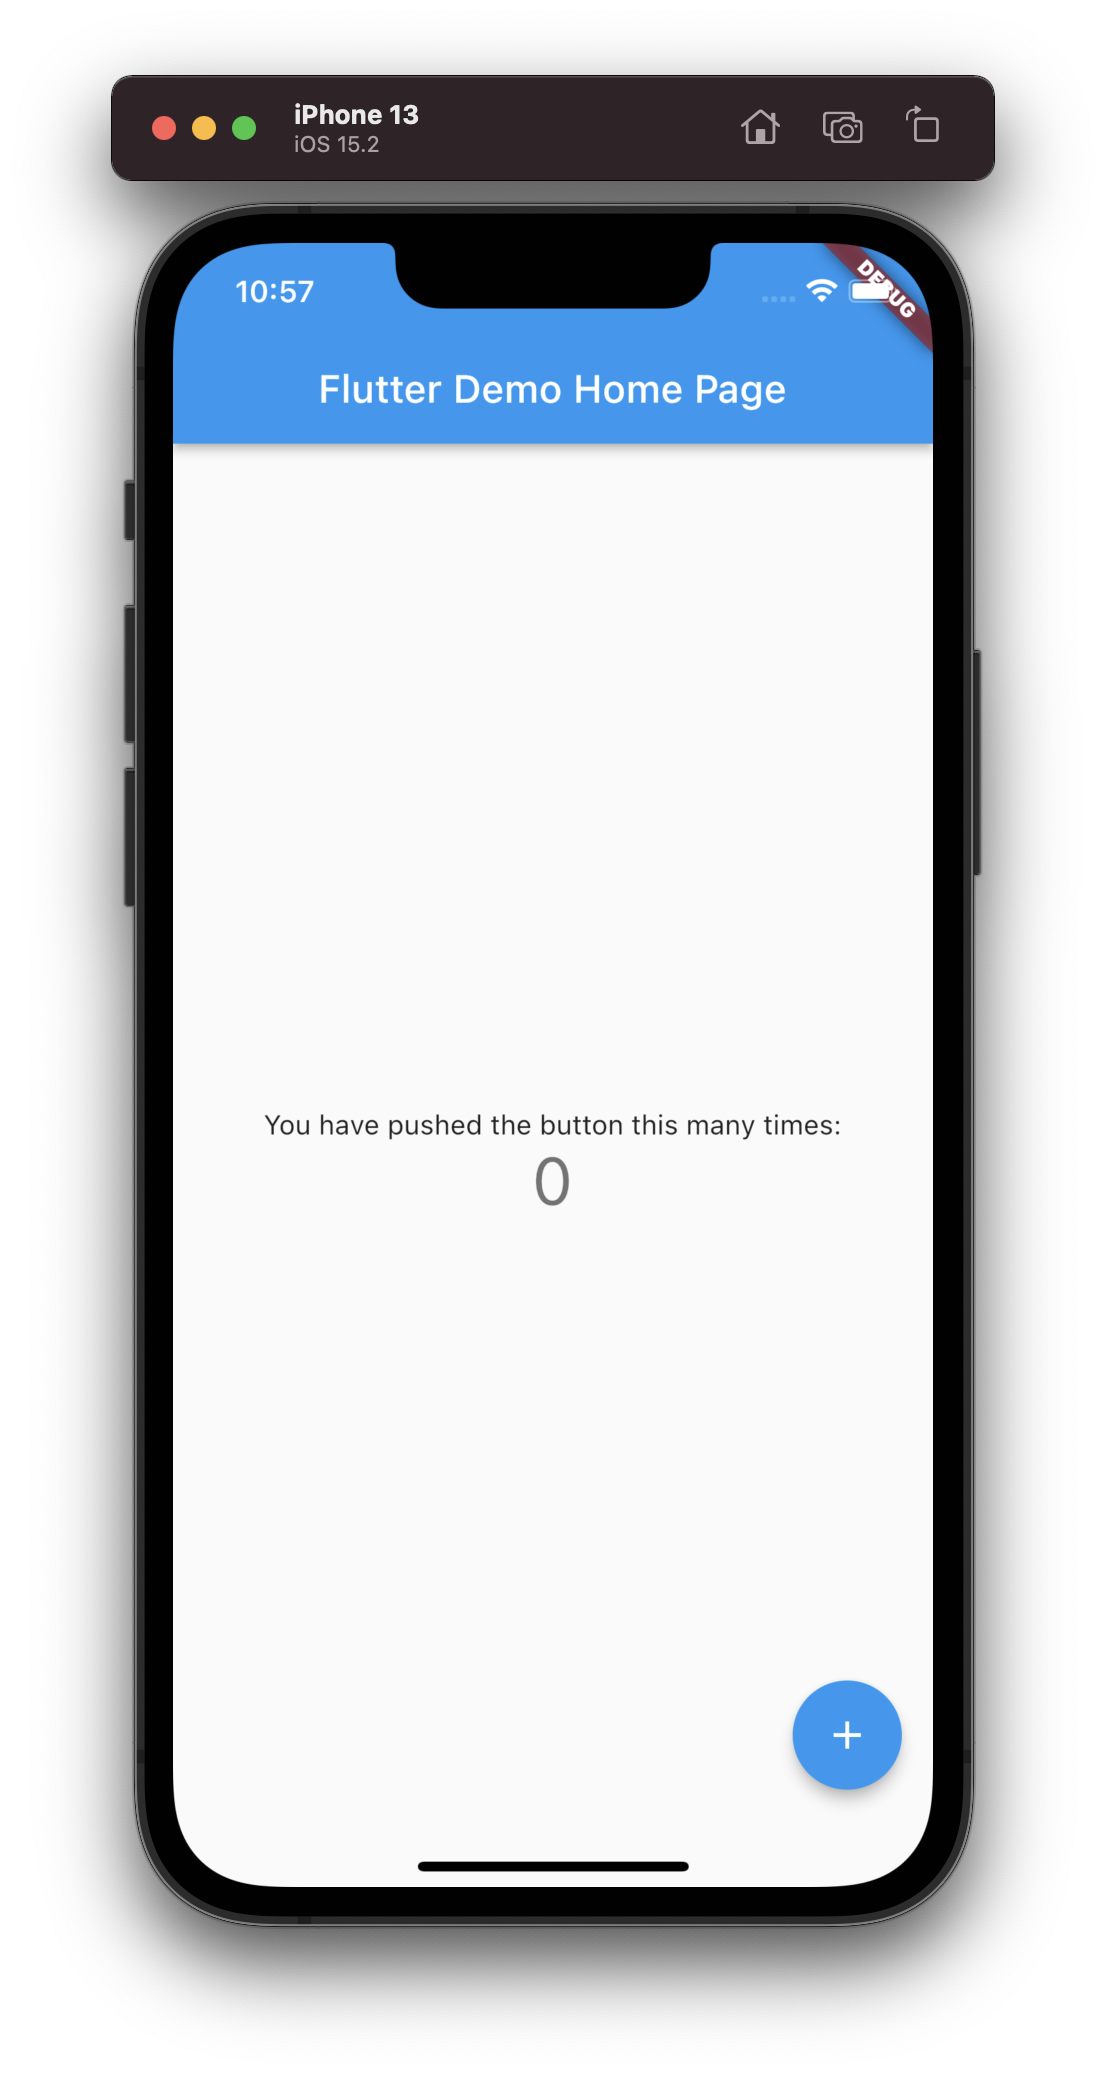 iPhone 13
iOS 15.2
10:57
DEBUG
Flutter Demo Home Page
You have pushed the button this many times:
0
+